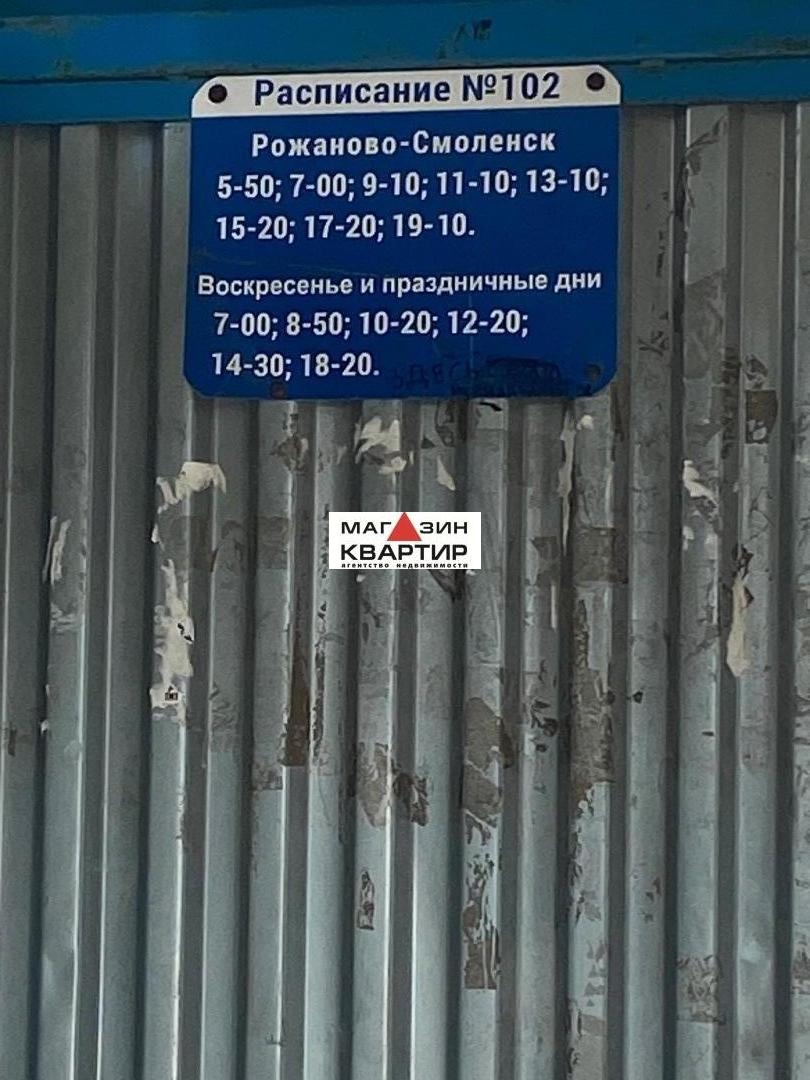 Расписание №102
Рожаново-Смоленск
5-50; 7-00; 9-10; 11-10; 13-10;
15-20; 17-20; 19-10.
Воскресенье и праздничные дни
7-00; 8-50; 10-20; 12-20;
14-30; 18-20.
МАГАЗИН
КВАРТИР
агентство недвижимости